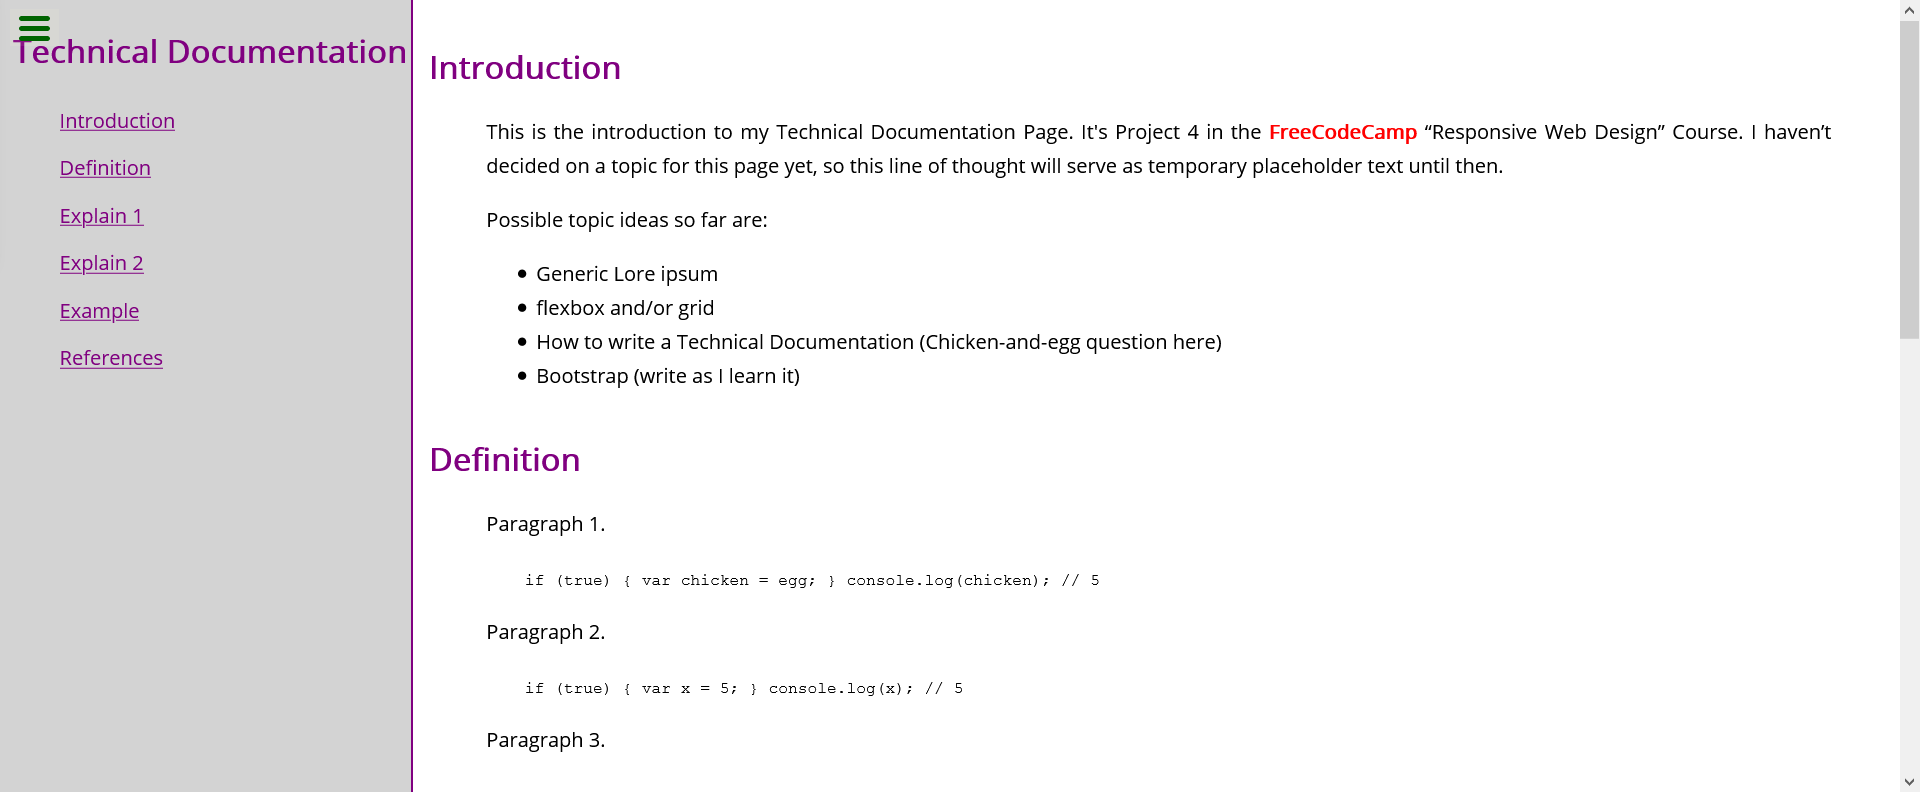 Technical Documentation
Introduction
Definition
Explain 1
Explain 2
Example
References
Introduction
This is the introduction to my Technical Documentation Page. It's Project 4 in the FreeCodeCamp “Responsive Web Design” Course. I haven’t
decided on a topic for this page yet, so this line of thought will serve as temporary placeholder text until then.
Possible topic ideas so far are:
Generic Lore ipsum
flexbox and/or grid
How to write a Technical Documentation (Chicken-and-egg question here)
Bootstrap (write as I learn it)
Definition
Paragraph 1.
if (true) { var chicken = egg; } console.log(chicken); // 5
Paragraph 2.
if (true) { var x = 5; } console.log(x); // 5
Paragraph 3.